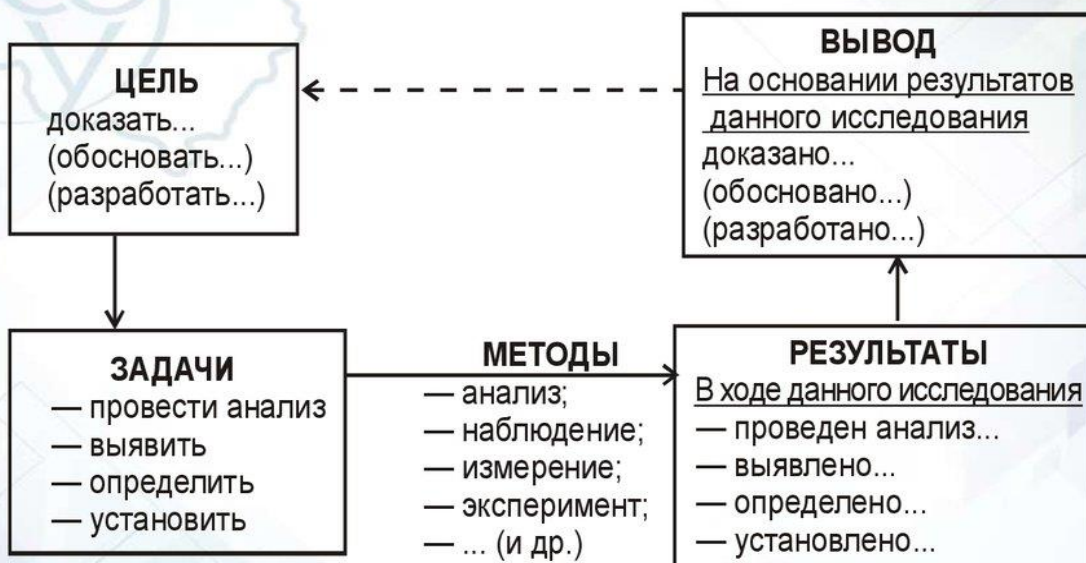 ЦЕЛЬ
доказать...
(обосновать...)
(разработать...)
ЗАДАЧИ
— провести анализ
— выявить
— определить
— установить
МЕТОДЫ
— анализ;
— наблюдение;
— измерение;
— эксперимент;
— ... (и др.)
РЕЗУЛЬТАТЫ
В ходе данного исследования
— проведен анализ...
— выявлено...
— определено...
— установлено...
ВЫВОД
На основании результатов
данного исследования
доказано...
(обосновано...)
(разработано...)